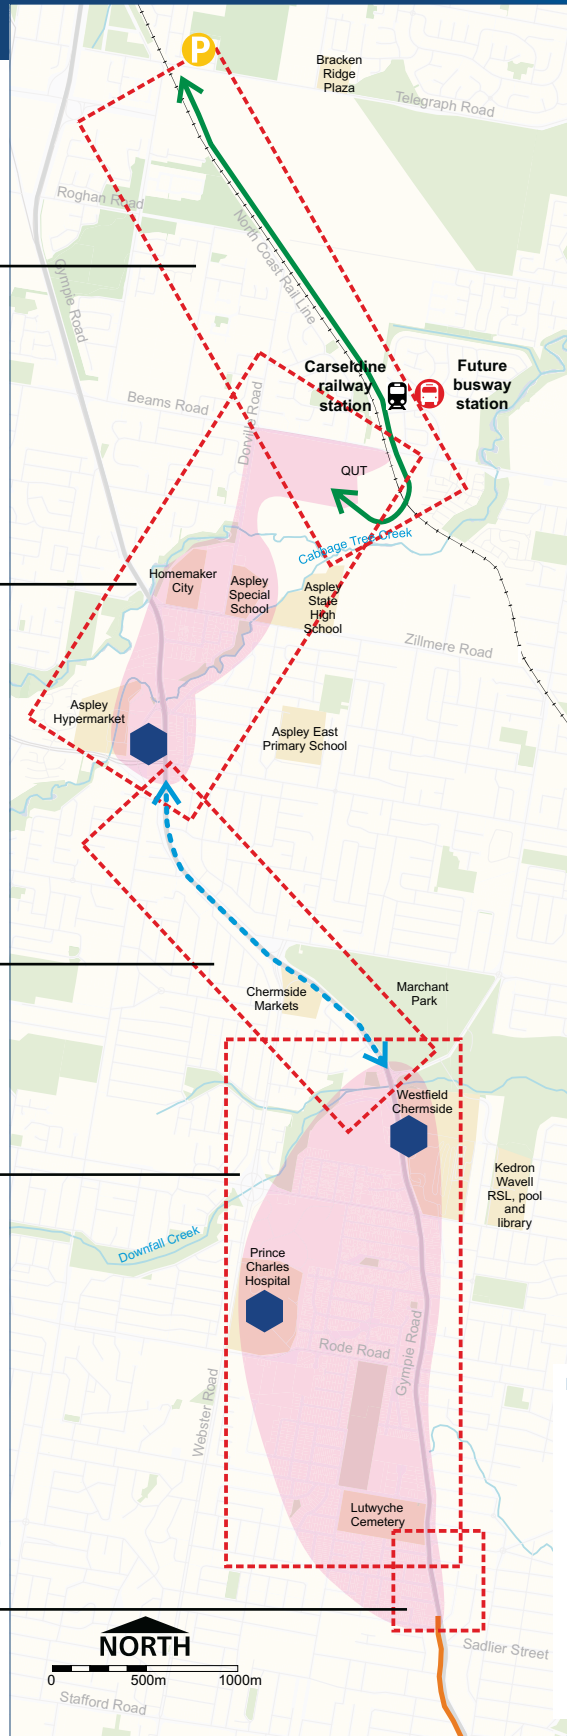 P
Bracken
Ridge
Plaza
Telegraph Road
Roghan Road
North Coast Rail Line
Gympie Road
Carseldine
railway
station
Future
busway
station
Beams Road
Dorville Road
QUT
Cabbage Tree Creek
Homemaker
City
Aspley
Special
School
Aspley
State
High
School
Zillmere Road
Aspley
Hypermarket
Aspley East
Primary School
Chermside
Markets
Marchant
Park
Westfield
Chermside
Kedron
Wavell
RSL, pool
and
library
Downfall Creek
Prince
Charles
Hospital
Rode Road
Gympie Road
Webster Road
Lutwyche
Cemetery
NORTH
0 500m 1000m
Sadlier Street
Stafford Road